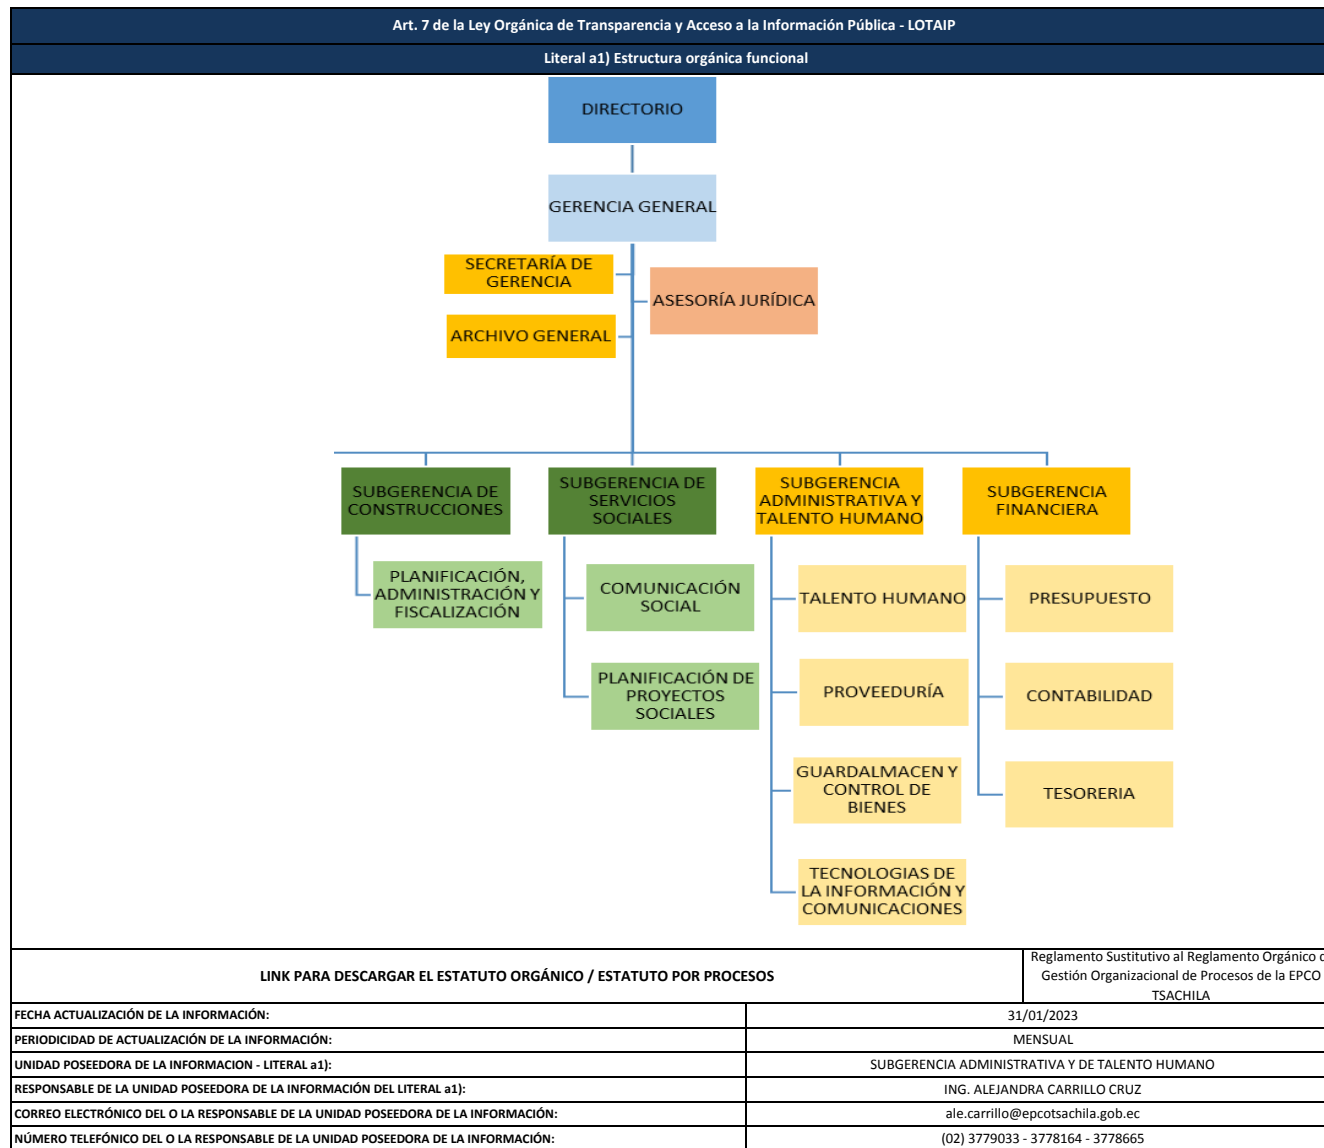 Art. 7 de la Ley Orgánica de Transparencia y Acceso a la Información Pública - LOTAIP
Literal a1) Estructura orgánica funcional
DIRECTORIO
GERENCIA GENERAL
SECRETARÍA DE
GERENCIA
ASESORÍA JURÍDICA
ARCHIVO GENERAL
SUBGERENCIA DE
CONSTRUCCIONES
SUBGERENCIA DE
SERVICIOS
SOCIALES
SUBGERENCIA
ADMINISTRATIVA Y
TALENTO HUMANO
SUBGERENCIA
FINANCIERA
PLANIFICACIÓN,
ADMINISTRACIÓN Y
FISCALIZACIÓN
COMUNICACIÓN
SOCIAL
TALENTO HUMANO
PRESUPUESTO
PLANIFICACIÓN DE
PROYECTOS
SOCIALES
PROVEEDURÍA
CONTABILIDAD
GUARDALMACEN Y
CONTROL DE
BIENES
TESORERIA
TECNOLOGIAS DE
LA INFORMACIÓN Y
COMUNICACIONES
LINK PARA DESCARGAR EL ESTATUTO ORGÁNICO / ESTATUTO POR PROCESOS
Reglamento Sustitutivo al Reglamento Orgánico
Gestión Organizacional de Procesos de la EPCO
TSACHILA
FECHA ACTUALIZACIÓN DE LA INFORMACIÓN:
31/01/2023
PERIODICIDAD DE ACTUALIZACIÓN DE LA INFORMACIÓN:
MENSUAL
UNIDAD POSEEDORA DE LA INFORMACION - LITERAL a1):
SUBGERENCIA ADMINISTRATIVA Y DE TALENTO HUMANO
RESPONSABLE DE LA UNIDAD POSEEDORA DE LA INFORMACIÓN DEL LITERAL a1):
ING. ALEJANDRA CARRILLO CRUZ
CORREO ELECTRÓNICO DEL O LA RESPONSABLE DE LA UNIDAD POSEEDORA DE LA INFORMACIÓN:
ale.carrillo@epcotsachila.gob.ec
NÚMERO TELEFÓNICO DEL O LA RESPONSABLE DE LA UNIDAD POSEEDORA DE LA INFORMACIÓN:
(02) 3779033 - 3778164 - 3778665